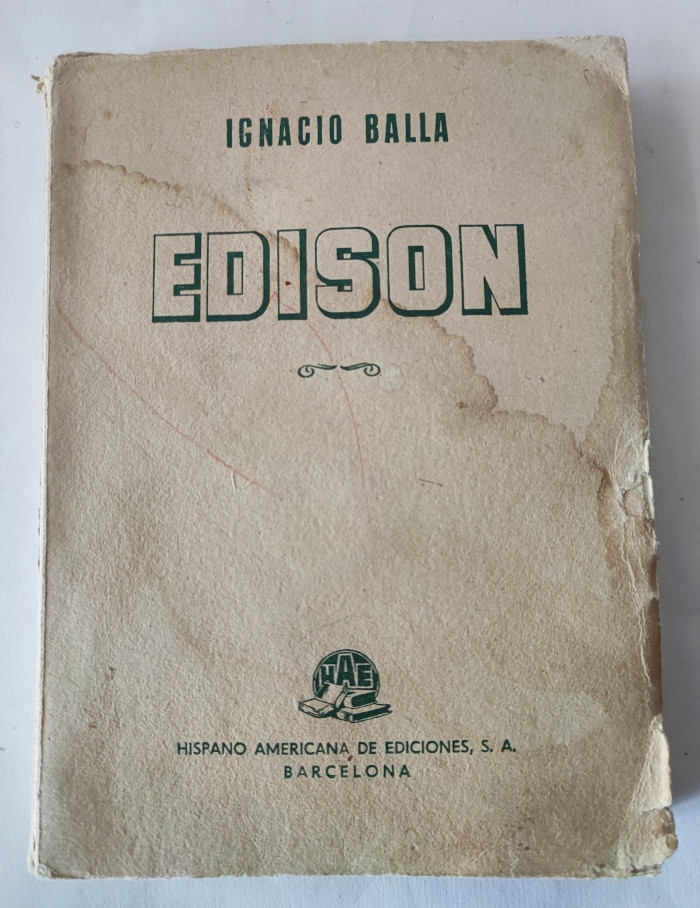 IGNACIO BALLA
EDISON
HAE
HISPANO AMERICANA DE EDICIONES, S. A.
BARCELONA